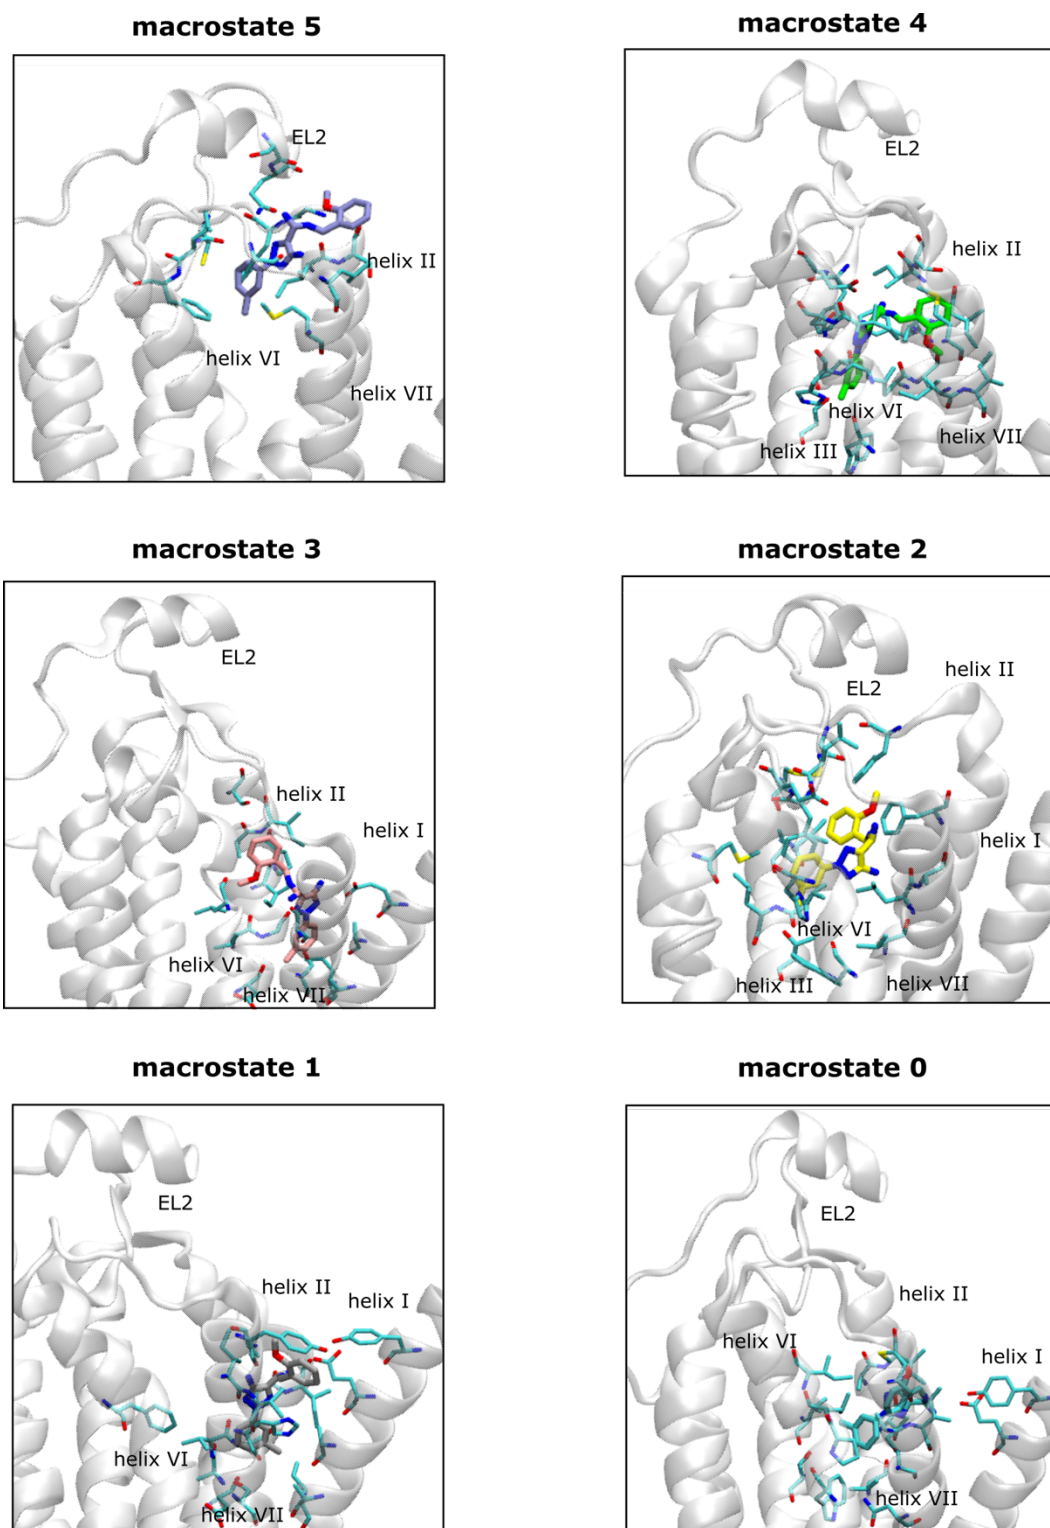 macrostate 5
macrostate 4
EL2
helix II
helix VI
helix VII
EL2
helix II
helix VI
helix VII
helix III
macrostate 3
macrostate 2
EL2
helix II
helix I
helix VI
helix VII
helix II
EL2
helix I
helix VI
helix III
helix VII
macrostate 1
macrostate 0
EL2
helix II
helix I
helix VI
helix VII
EL2
helix II
helix VI
helix I
helix VII